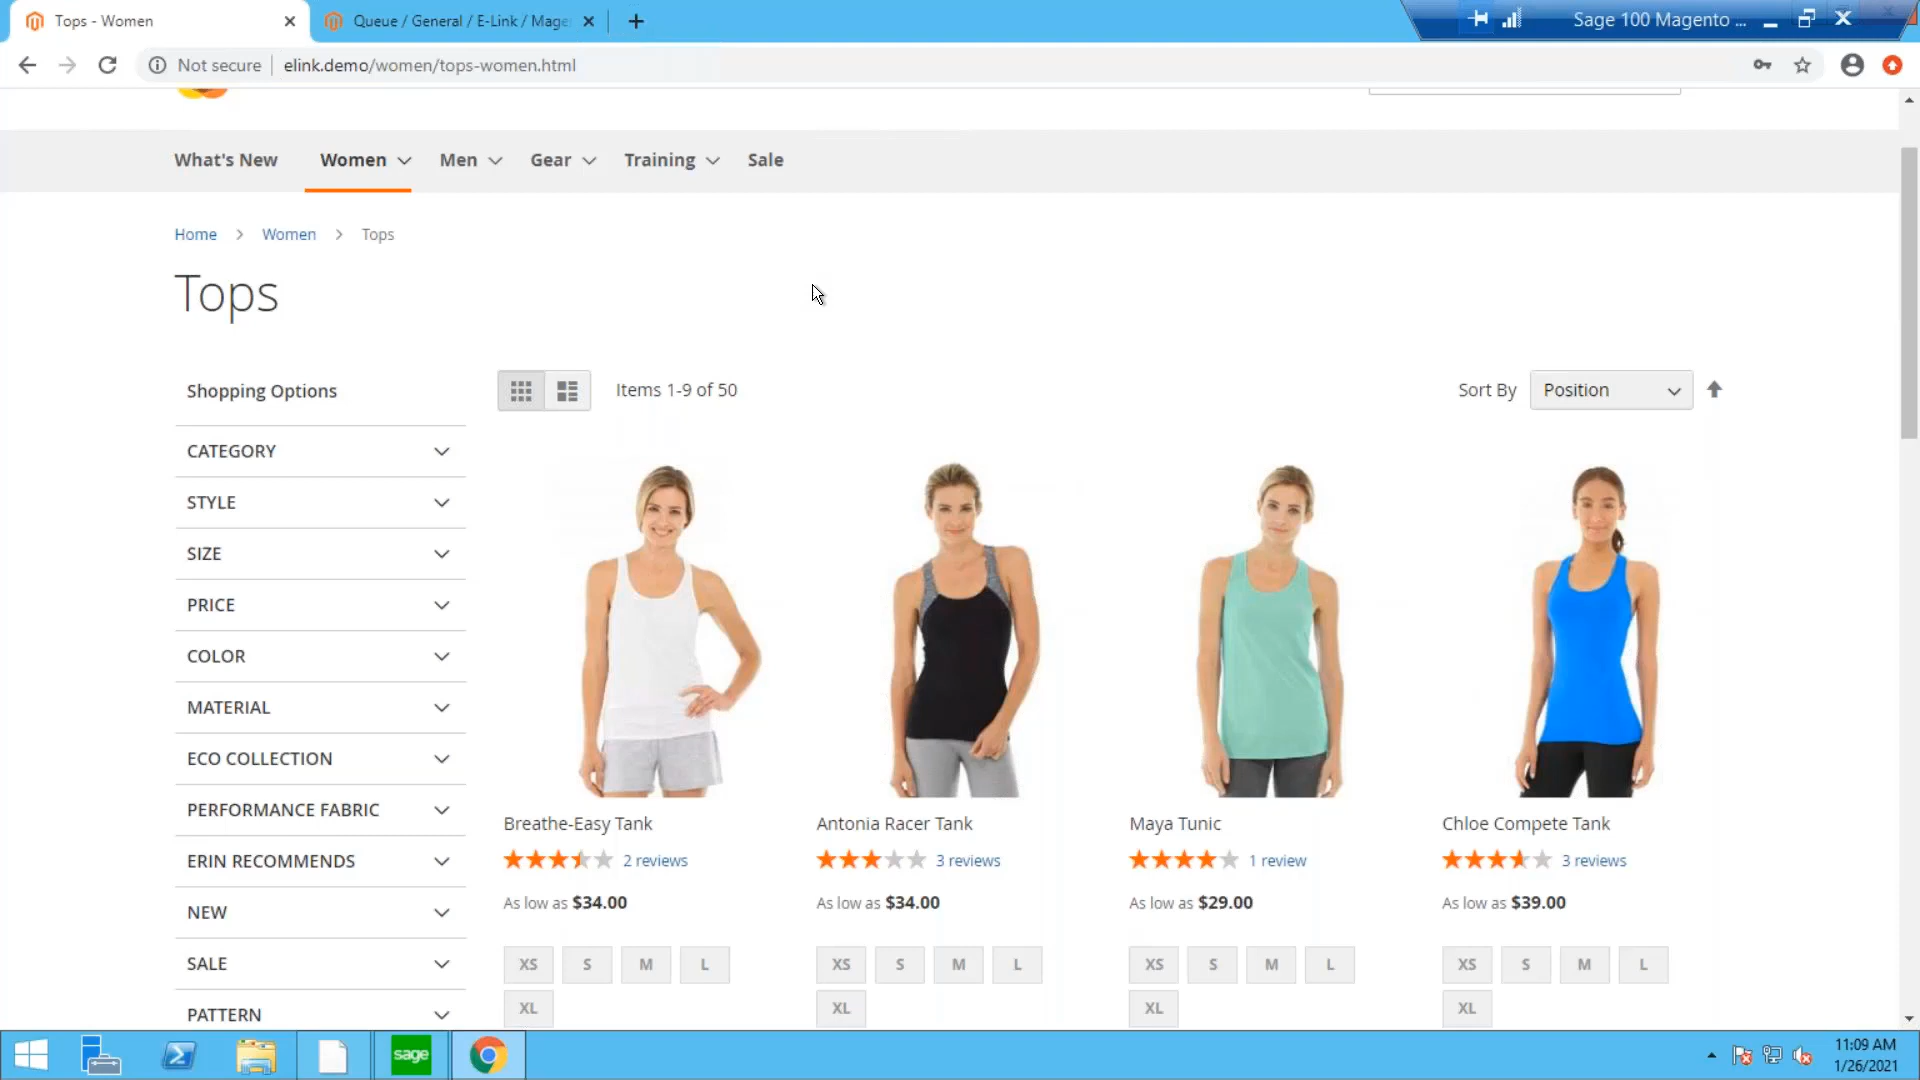 Tops - Women
Queue / General / E-Link / Mage
Sage 100 Magento ...
Not secure
elink.demo/women/tops-women.html
What's New
Women
Men
Gear
Training
Sale
Home > Women > Tops
Tops
Shopping Options
Items 1-9 of 50
Sort By
Position
CATEGORY
STYLE
SIZE
PRICE
COLOR
MATERIAL
ECO COLLECTION
PERFORMANCE FABRIC
ERIN RECOMMENDS
NEW
SALE
PATTERN
Breathe-Easy Tank
2 reviews
As low as $34.00
XS S M L
XL
Antonia Racer Tank
3 reviews
As low as $34.00
XS S M L
XL
Maya Tunic
1 review
As low as $29.00
XS S M L
XL
Chloe Compete Tank
3 reviews
As low as $39.00
XS S M L
XL
sage
11:09 AM
1/26/2021